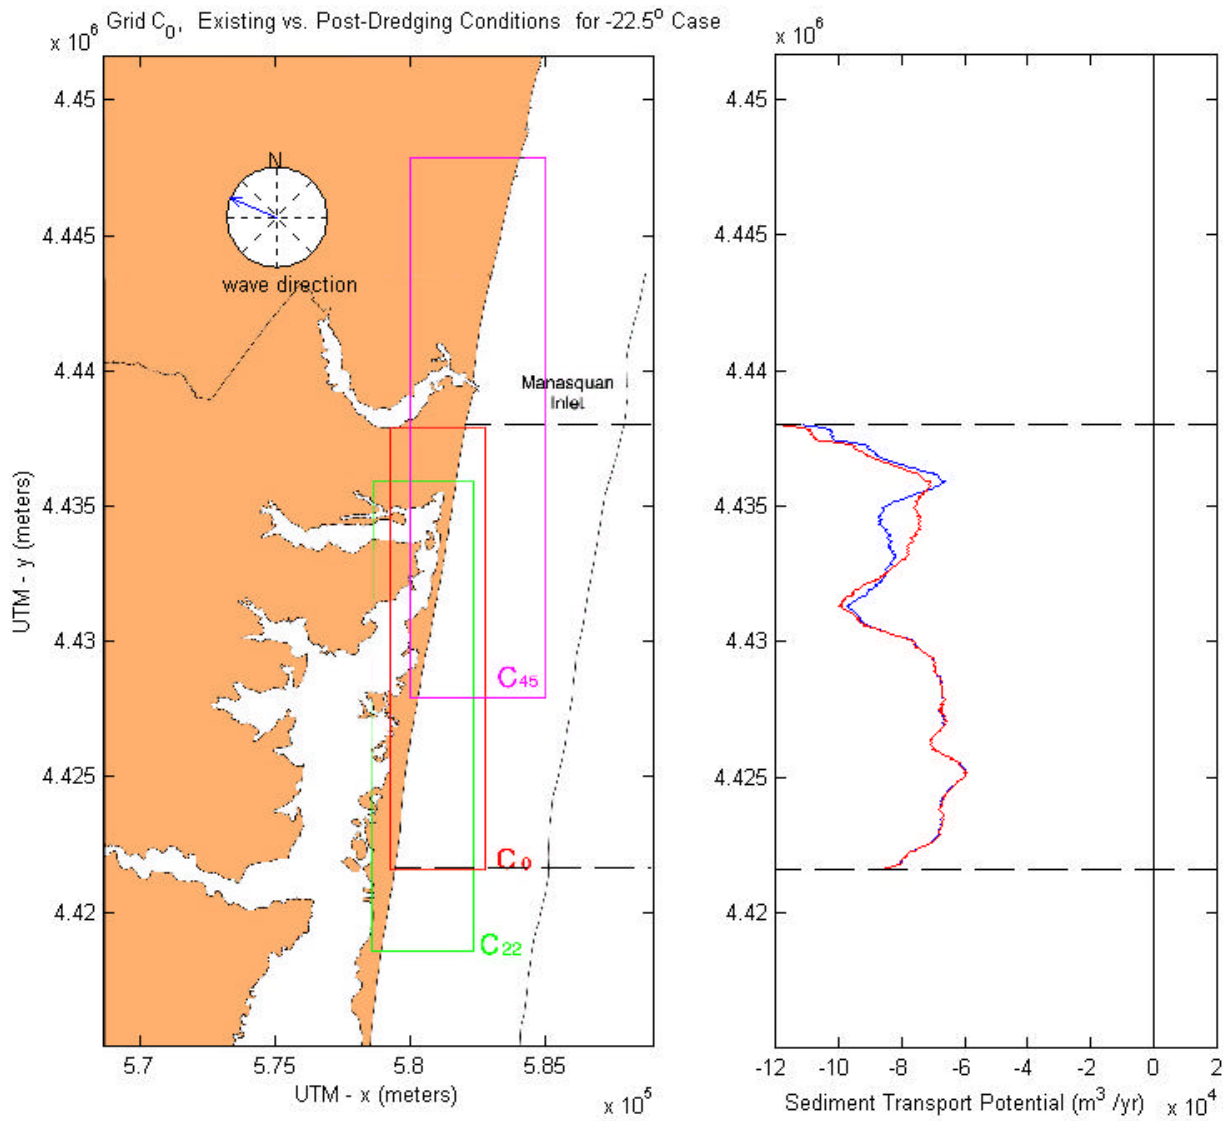 Grid C0, Existing vs. Post-Dredging Conditions for -22.5o Case
x 10^6
4.45
4.445
4.44
4.435
4.43
4.425
4.42
UTM - y (meters)
N
wave direction
Manasquan
Inlet
C45
C0
C22
5.7
5.75
5.8
5.85
UTM - x (meters)
x 10^5
x 10^6
4.45
4.445
4.44
4.435
4.43
4.425
4.42
-12 -10 -8 -6 -4 -2 0 2
Sediment Transport Potential (m^3 /yr)
x 10^4